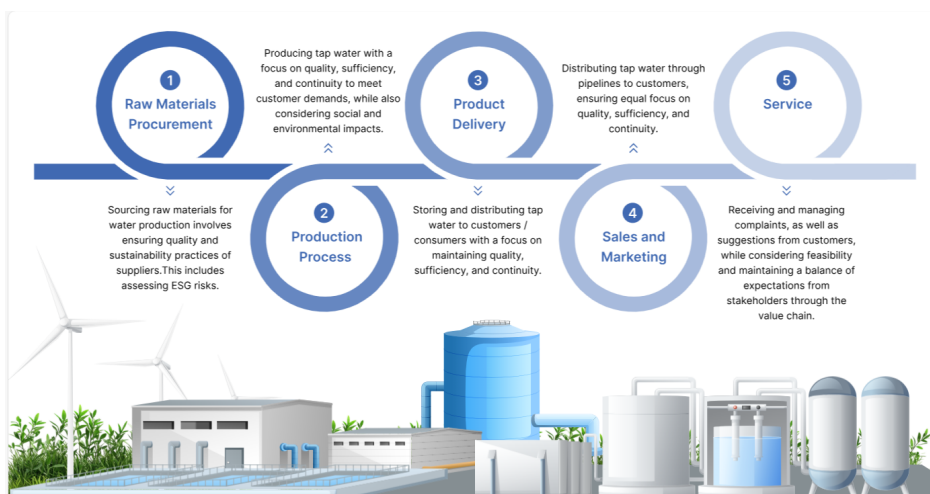 1
Raw Materials
Procurement
Sourcing raw materials for
water production involves
ensuring quality and
sustainability practices of
suppliers.This includes
assessing ESG risks.
Producing tap water with a
focus on quality, sufficiency,
and continuity to meet
customer demands, while also
considering social and
environmental impacts.
2
Production
Process
3
Product
Delivery
Storing and distributing tap
water to customers /
consumers with a focus on
maintaining quality,
sufficiency, and continuity.
Distributing tap water through
pipelines to customers,
ensuring equal focus on
quality, sufficiency, and
continuity.
4
Sales and
Marketing
5
Service
Receiving and managing
complaints, as well as
suggestions from customers,
while considering feasibility
and maintaining a balance of
expectations from
stakeholders through the
value chain.